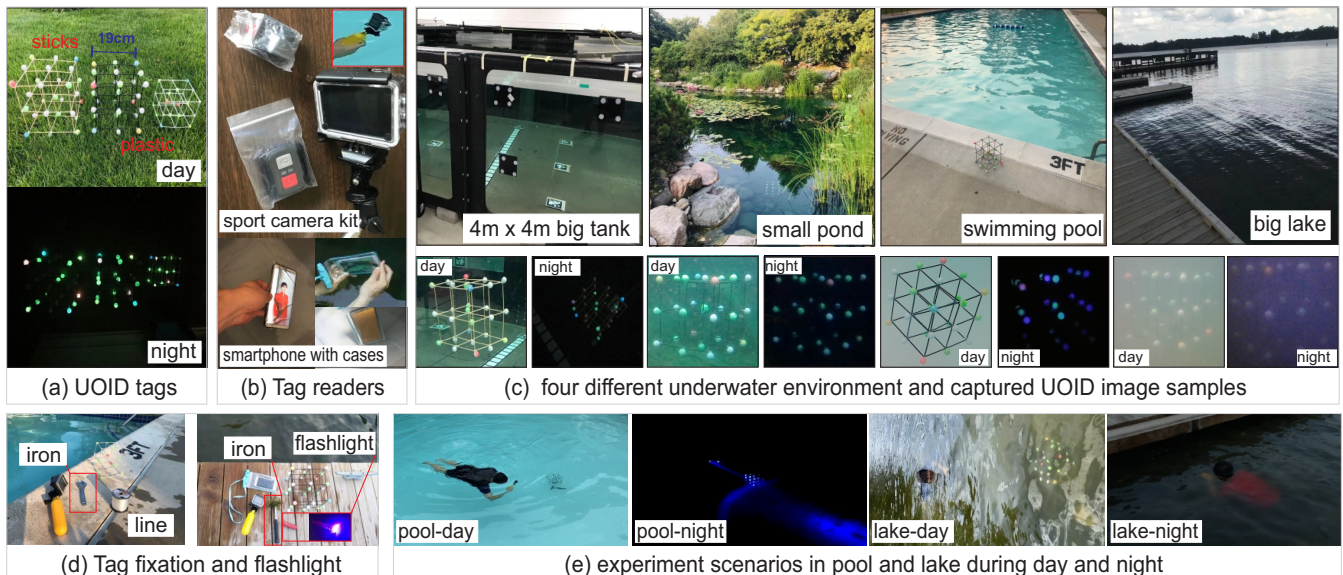 sticks
19cm
plastic
day
night
(a) UOID tags
sport camera kit
smartphone with cases
(b) Tag readers
4m x 4m big tank
small pond
NO
DIVING
3FT
swimming pool
big lake
day
night
day
night
day
night
day
night
(c) four different underwater environment and captured UOID image samples
3FT
iron
line
iron
flashlight
(d) Tag fixation and flashlight
pool-day
pool-night
lake-day
lake-night
(e) experiment scenarios in pool and lake during day and night